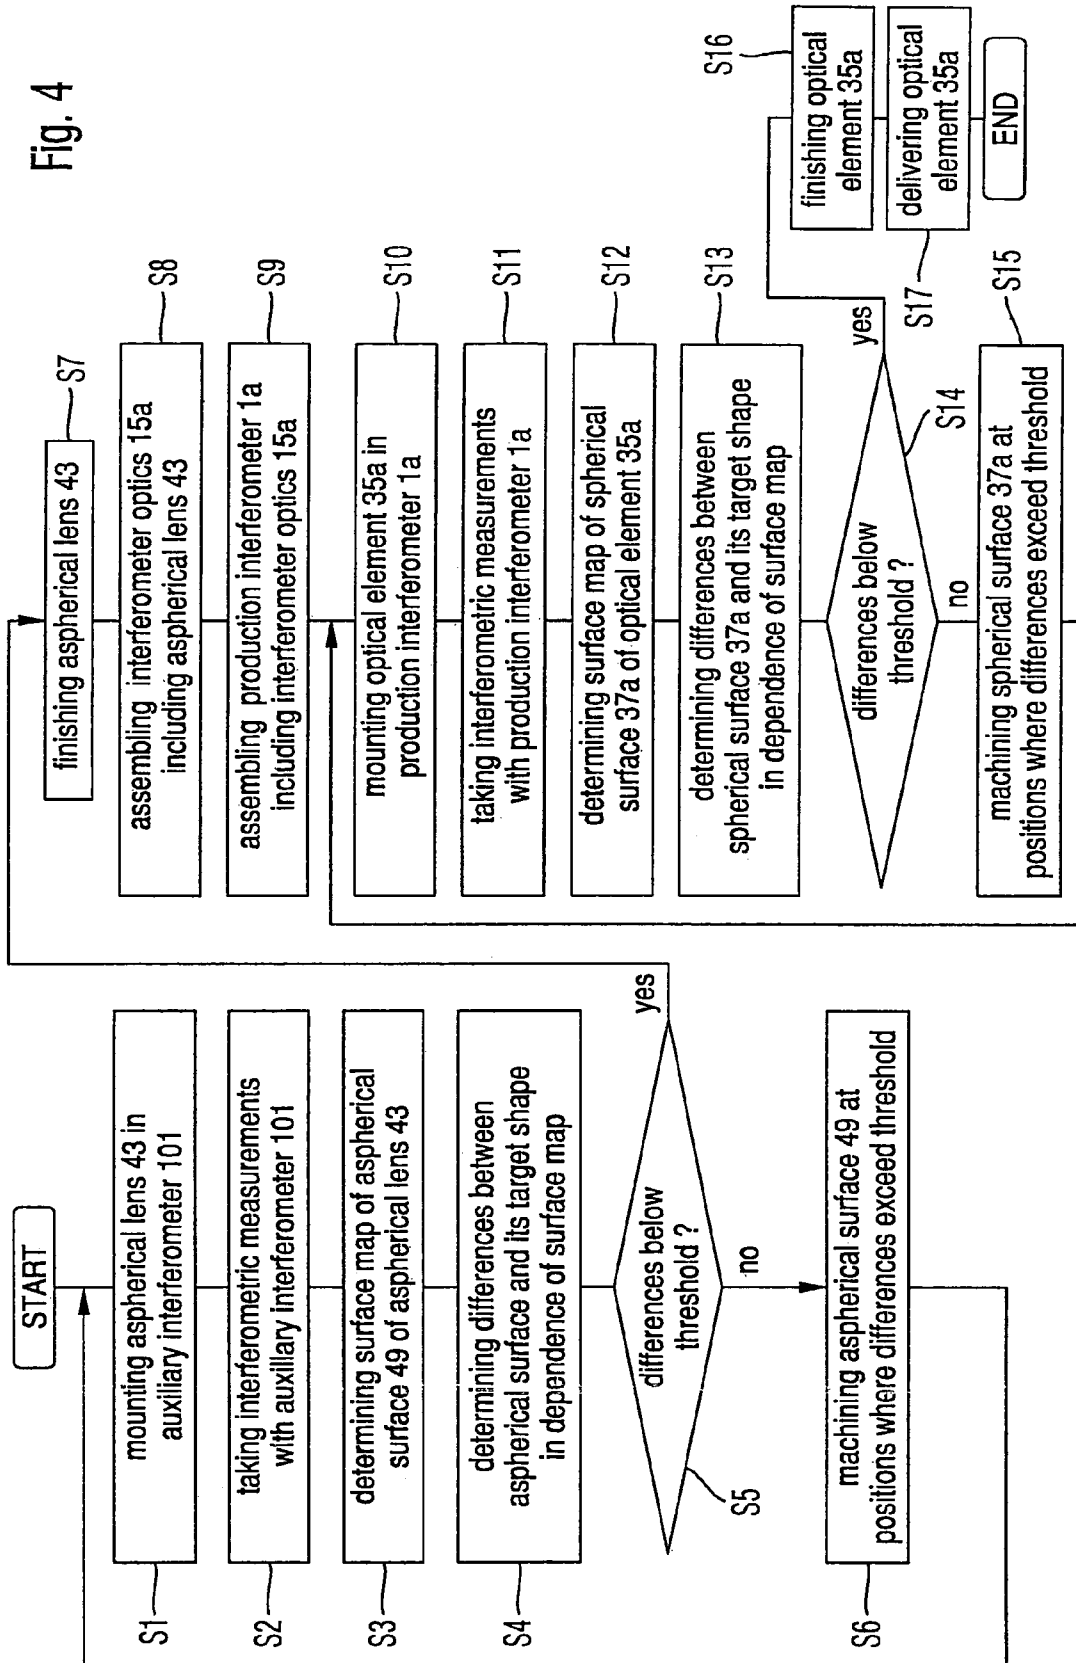 Fig. 4
START
S1
mounting aspherical lens 43 in
auxiliary interferometer 101
S2
taking interferometric measurements
with auxillary interferometer 101
S3
determining surface map of aspherical
surface 49 of aspherical lens 43
S4
determining differences between
aspherical surface and its target shape
in dependence of surface map
S5
differences below
threshold ?
yes
no
S6
machining aspherical surface 49 at
positions where differences exceed threshold
S7
finishing aspherical lens 43
S8
assembling interferometer optics 15a
including aspherical lens 43
S9
assembling production interferometer 1a
including interferometer optics 15a
S10
mounting optical element 35a in
production interferometer 1a
S11
taking interferometric measurements
with production interferometer 1a
S12
determining surface map of spherical
surface 37a of optical element 35a
S13
determining differences between
spherical surface 37a and its target shape
in dependence of surface map
S14
differences below
threshold ?
yes
no
S15
machining spherical surface 37a at
positions where differences exceed threshold
S16
finishing optical
element 35a
S17
delivering optical
element 35a
END